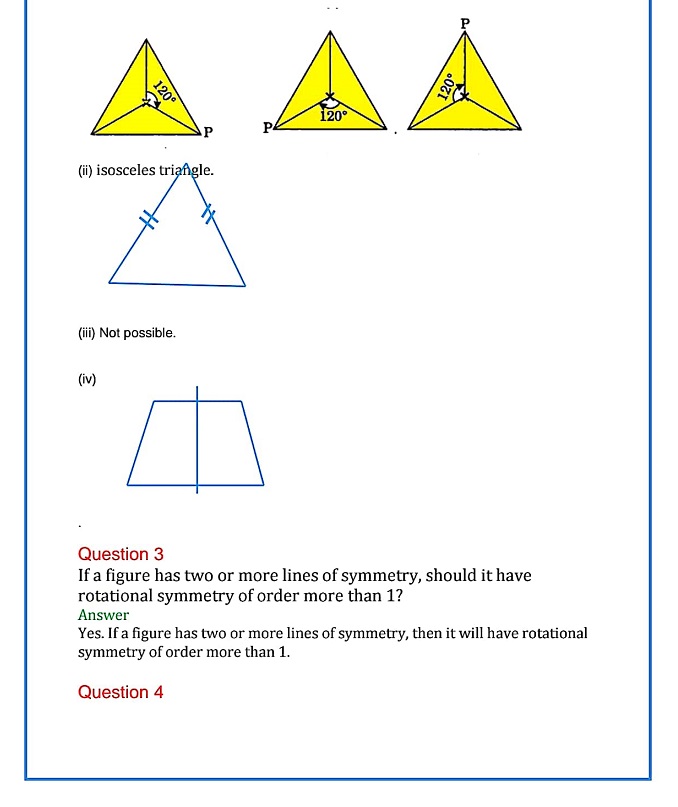 P
120°
P
120°
P
120°
.
(ii) isosceles triangle.
(iii) Not possible.
(iv)
.
Question 3
If a figure has two or more lines of symmetry, should it have
rotational symmetry of order more than 1?
Answer
Yes. If a figure has two or more lines of symmetry, then it will have rotational
symmetry of order more than 1.
Question 4